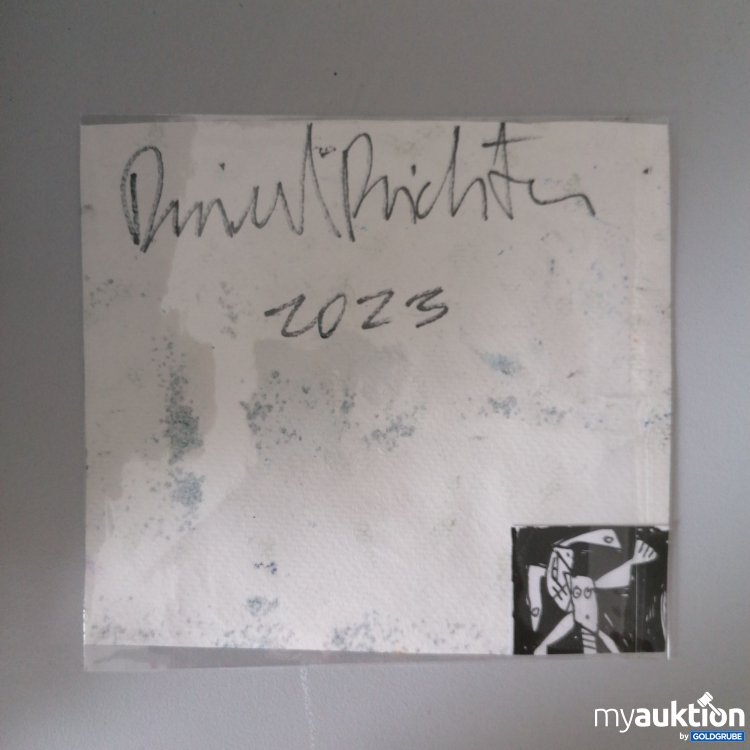 Daniel Richter
2023
myauktion
by GOLDGRUBE